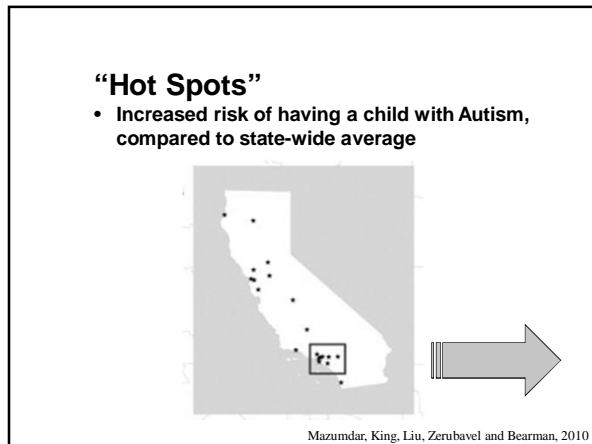 “Hot Spots”
• Increased risk of having a child with Autism,
compared to state-wide average
Mazumdar, King, Liu, Zerubavel and Bearman, 2010